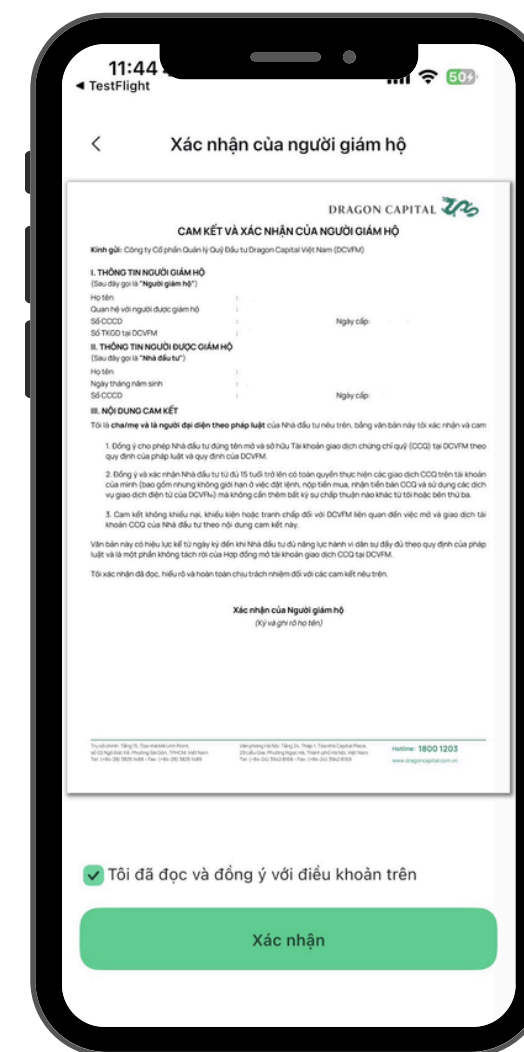 11:44
◀ TestFlight
50
Xác nhận của người giám hộ
DRAGON CAPITAL
CAM KẾT VÀ XÁC NHẬN CỦA NGƯỜI GIÁM HỘ
Kính gửi: Công ty Cổ phần Quản lý Quỹ Đầu tư Dragon Capital Việt Nam (DCVFM)
I. THÔNG TIN NGƯỜI GIÁM HỘ
(Sau đây gọi là "Người giám hộ")
Họ tên :
Quan hệ với người được giám hộ :
Số CCCD : Ngày cấp:
Số TKGD tại DCVFM :
II. THÔNG TIN NGƯỜI ĐƯỢC GIÁM HỘ
(Sau đây gọi là "Nhà đầu tư")
Họ tên :
Ngày tháng năm sinh :
Số CCCD : Ngày cấp:
III. NỘI DUNG CAM KẾT
Tôi là cha/mẹ và là người đại diện theo pháp luật của Nhà đầu tư nêu trên, bằng văn bản này tôi xác nhận và cam
1. Đồng ý cho phép Nhà đầu tư đứng tên mở và sở hữu Tài khoản giao dịch chứng chỉ quỹ (CCQ) tại DCVFM theo
quy định của pháp luật và quy định của DCVFM.
2. Đồng ý và xác nhận Nhà đầu tư từ đủ 15 tuổi trở lên có toàn quyền thực hiện các giao dịch CCQ trên tài khoản
của mình (bao gồm nhưng không giới hạn ở việc đặt lệnh, nộp tiền mua, nhận tiền bán CCQ và sử dụng các dịch
vụ giao dịch điện tử của DCVFM) mà không cần thêm bất kỳ sự chấp thuận nào khác từ tôi hoặc bên thứ ba.
3. Cam kết không khiếu nại, khiếu kiện hoặc tranh chấp đối với DCVFM liên quan đến việc mở và giao dịch tài
khoản CCQ của Nhà đầu tư theo nội dung cam kết này.
Văn bản này có hiệu lực kể từ ngày ký đến khi Nhà đầu tư đủ năng lực hành vi dân sự đầy đủ theo quy định của pháp
luật và là một phần không tách rời của Hợp đồng mở tài khoản giao dịch CCQ tại DCVFM.
Tôi xác nhận đã đọc, hiểu rõ và hoàn toàn chịu trách nhiệm đối với các cam kết nêu trên.
Xác nhận của Người giám hộ
(Ký và ghi rõ họ tên)
Hotline: 1800 1203
www.dragoncapital.com.vn
Tôi đã đọc và đồng ý với điều khoản trên
Xác nhận